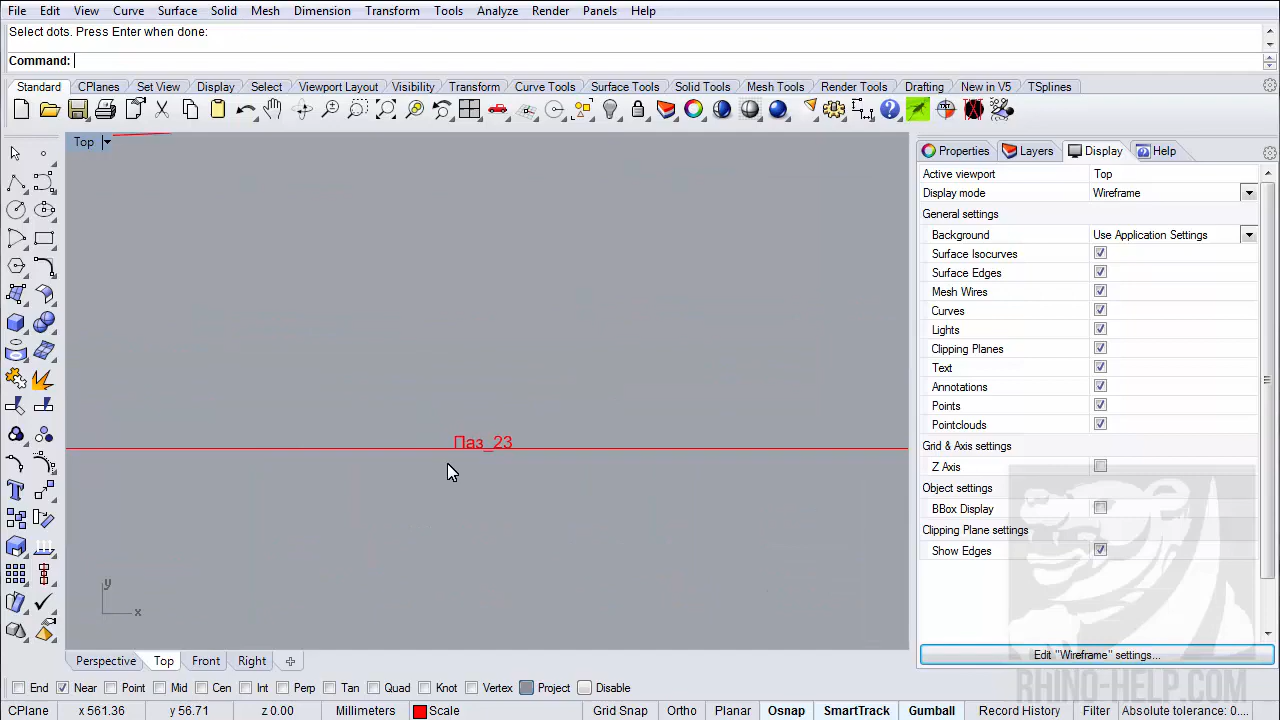 File Edit View Curve Surface Solid Mesh Dimension Transform Tools Analyze Render Panels Help
Select dots. Press Enter when done:
Command:
Standard CPlanes Set View Display Select Viewport Layout Visibility Transform Curve Tools Surface Tools Solid Tools Mesh Tools Render Tools Drafting New in V5 TSplines
Top
Properties Layers Display Help
Active viewport Top
Display mode Wireframe
General settings
Background Use Application Settings
Surface Isocurves
Surface Edges
Mesh Wires
Curves
Lights
Clipping Planes
Text
Annotations
Points
Pointclouds
Grid & Axis settings
Z Axis
Object settings
BBox Display
Clipping Plane settings
Show Edges
Паз_23
y
x
Edit "Wireframe" settings...
Perspective Top Front Right
RHINO-HELP.COM
End Near Point Mid Cen Int Perp Tan Quad Knot Vertex Project Disable
CPlane x 561.36 y 56.71 z 0.00 Millimeters Scale Grid Snap Ortho Planar Osnap SmartTrack Gumball Record History Filter Absolute tolerance: 0....